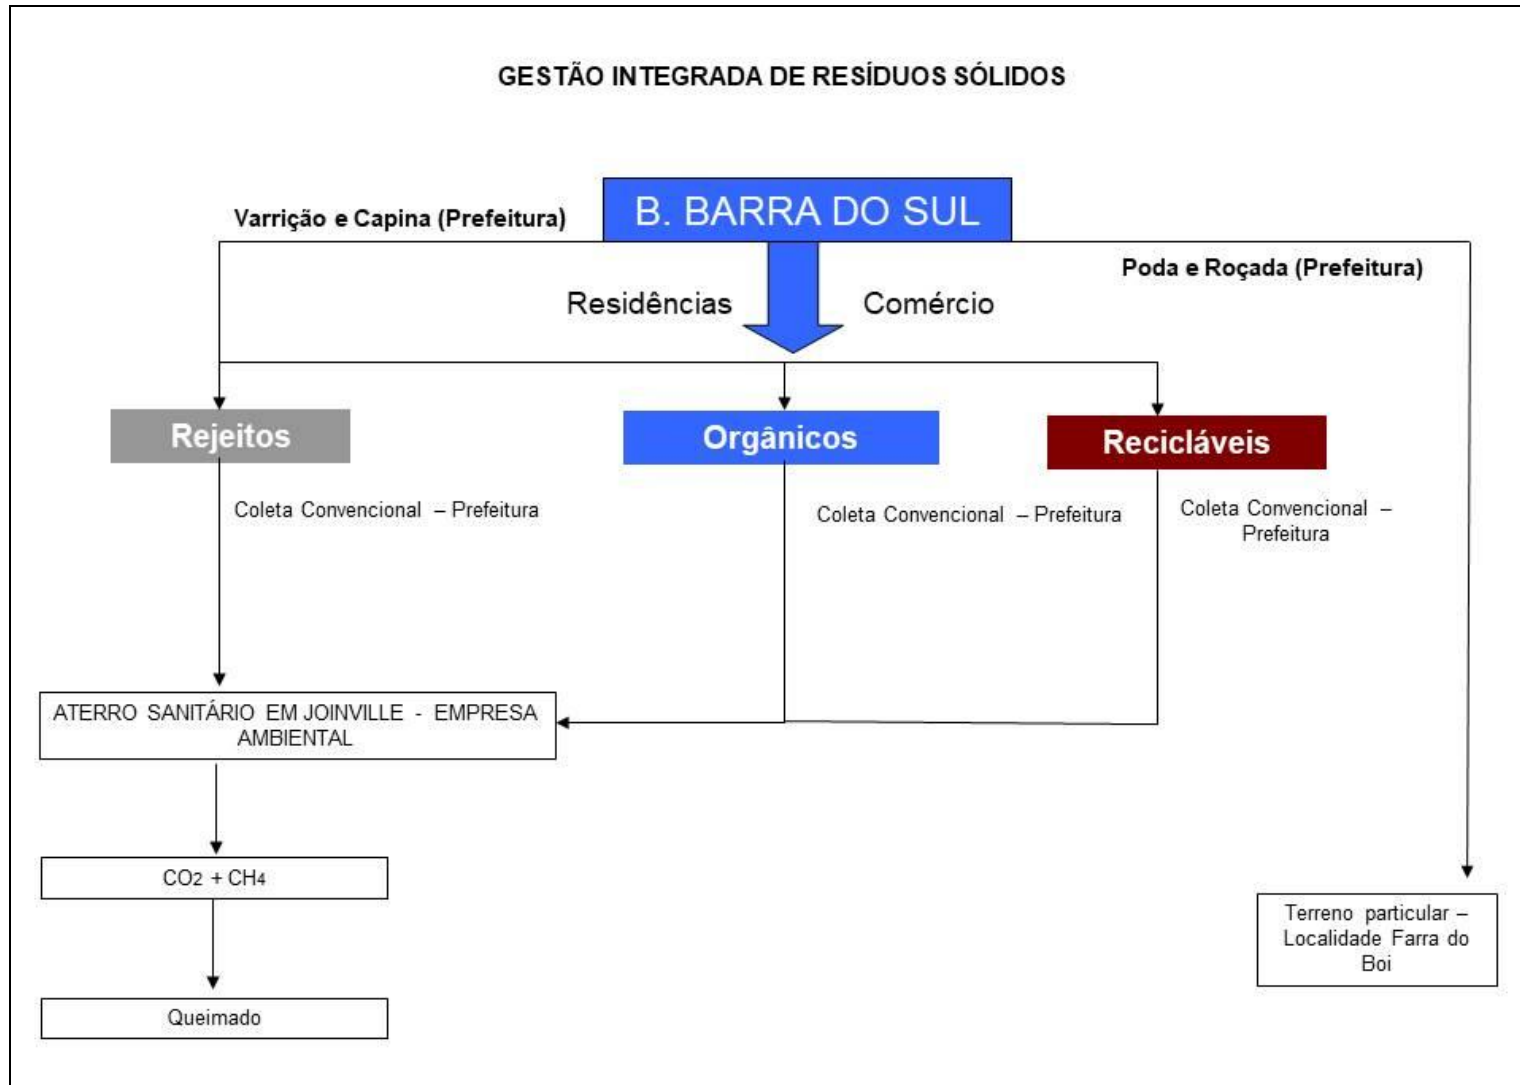 GESTÃO INTEGRADA DE RESÍDUOS SÓLIDOS
B. BARRA DO SUL
Varrição e Capina (Prefeitura)
Poda e Roçada (Prefeitura)
Residências
Comércio
Rejeitos
Orgânicos
Recicláveis
Coleta Convencional – Prefeitura
Coleta Convencional – Prefeitura
Coleta Convencional –
Prefeitura
ATERRO SANITÁRIO EM JOINVILLE - EMPRESA
AMBIENTAL
CO2 + CH4
Terreno particular –
Localidade Farra do
Boi
Queimado